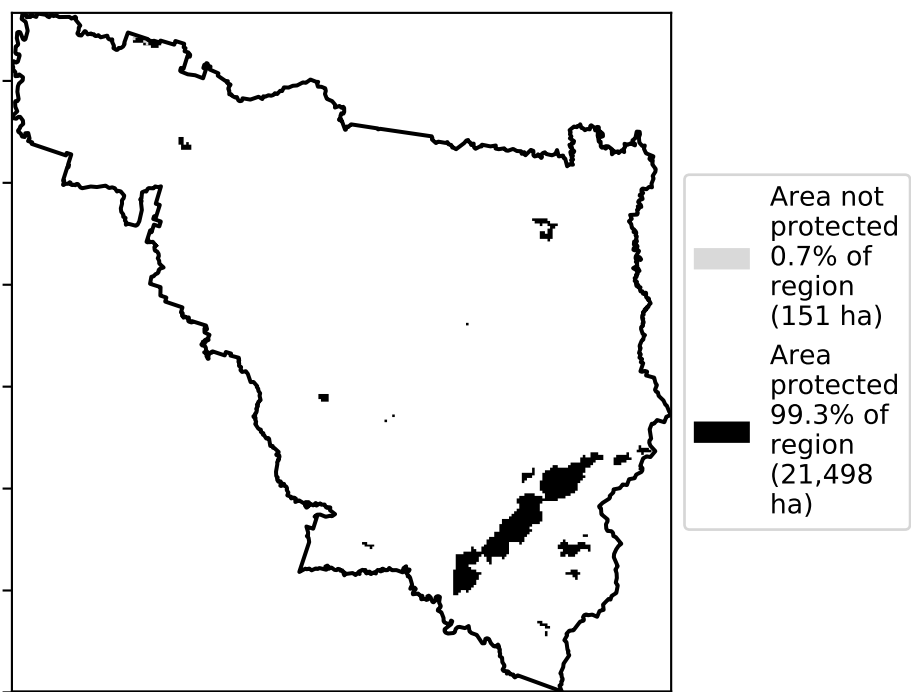 Area not
protected
0.7% of
region
(151 ha)
Area
protected
99.3% of
region
(21,498
ha)